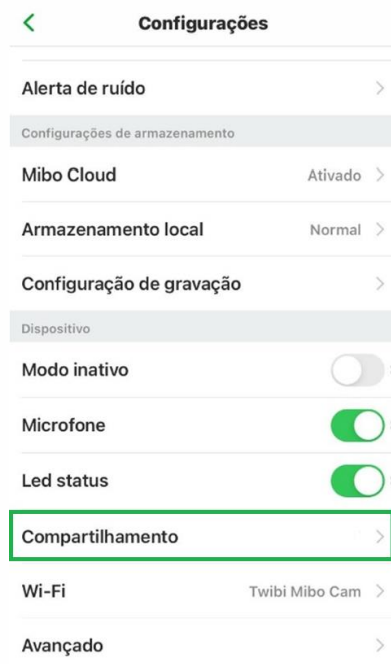 Configurações
Alerta de ruído
Configurações de armazenamento
Mibo Cloud Ativado
Armazenamento local Normal
Configuração de gravação
Dispositivo
Modo inativo
Microfone
Led status
Compartilhamento
Wi-Fi Twibi Mibo Cam
Avançado